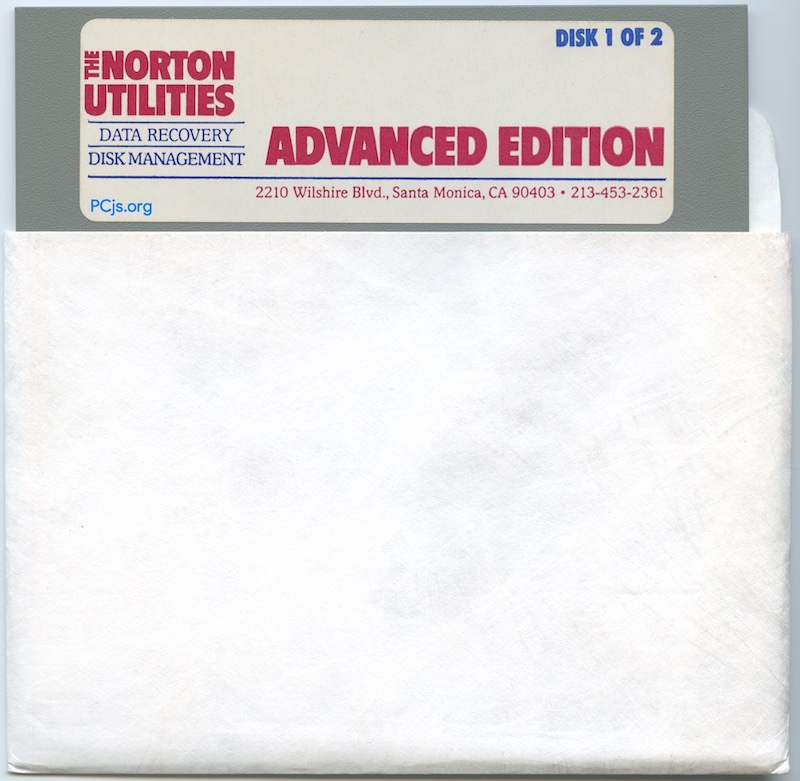 DISK 1 OF 2
THE NORTON
UTILITIES
DATA RECOVERY
DISK MANAGEMENT
ADVANCED EDITION
2210 Wilshire Blvd., Santa Monica, CA 90403 • 213-453-2361
PCjs.org